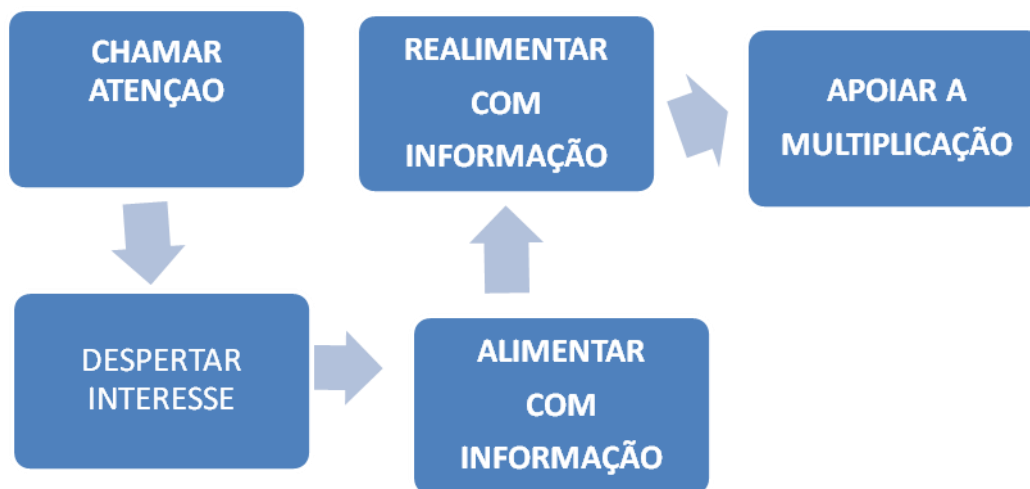 CHAMAR
ATENÇAO
DESPERTAR
INTERESSE
ALIMENTAR
COM
INFORMAÇÃO
REALIMENTAR
COM
INFORMAÇÃO
APOIAR A
MULTIPLICAÇÃO